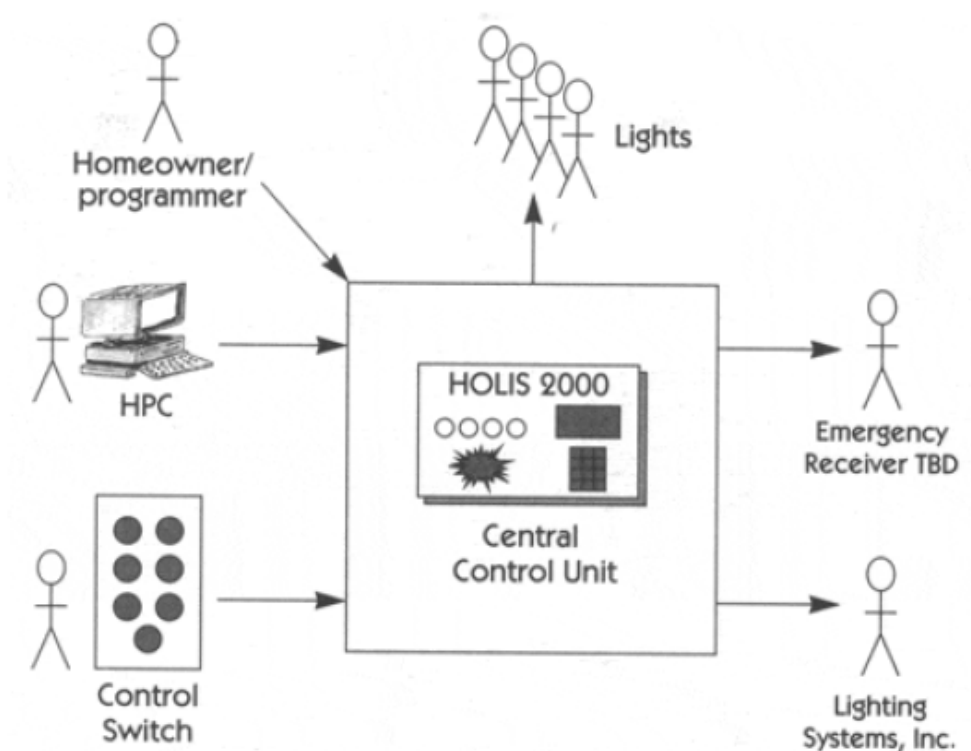 Homeowner/
programmer
Lights
HPC
HOLIS 2000
Central
Control Unit
Emergency
Receiver TBD
Control
Switch
Lighting
Systems, Inc.